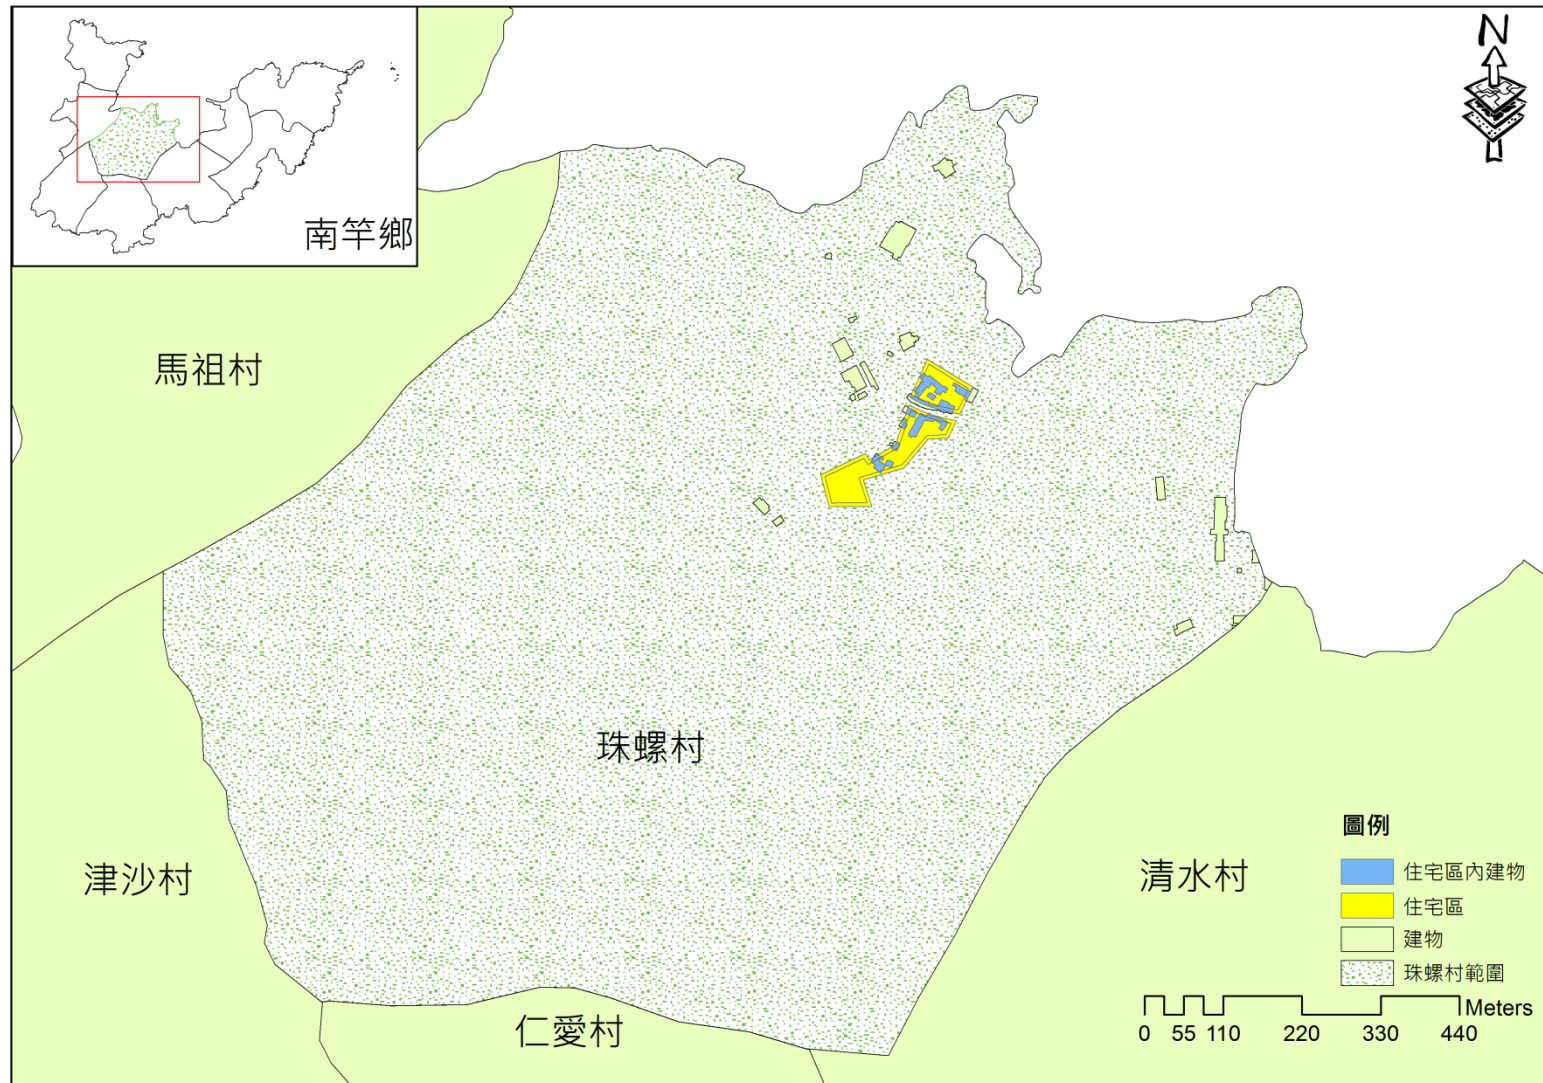 N
南竿鄉
馬祖村
珠螺村
津沙村
清水村
仁愛村
圖例
住宅區內建物
住宅區
建物
珠螺村範圍
Meters
0 55 110 220 330 440